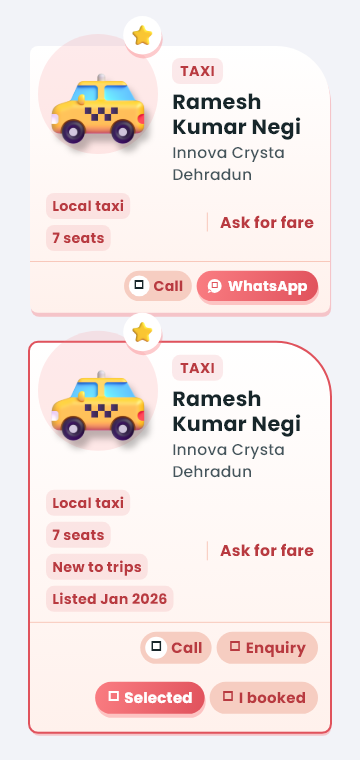 TAXI
Ramesh
Kumar Negi
Innova Crysta
Dehradun
Local taxi
7 seats
Ask for fare
Call
WhatsApp
TAXI
Ramesh
Kumar Negi
Innova Crysta
Dehradun
Local taxi
7 seats
New to trips
Listed Jan 2026
Ask for fare
Call
Enquiry
Selected
I booked